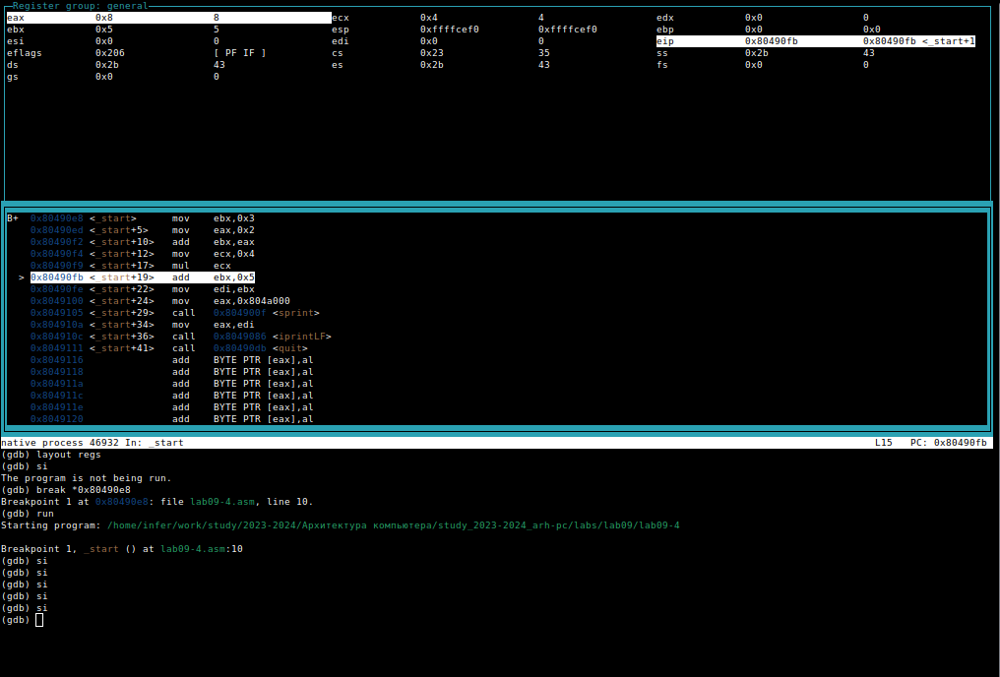 Register group: general
eax 0x8 8 ecx 0x4 4 edx 0x0 0
ebx 0x5 5 esp 0xffffcef0 0xffffcef0 ebp 0x0 0x0
esi 0x0 0 edi 0x0 0 eip 0x80490fb 0x80490fb <_start+1
eflags 0x206 [ PF IF ] cs 0x23 35 ss 0x2b 43
ds 0x2b 43 es 0x2b 43 fs 0x0 0
gs 0x0 0
B+ 0x80490e8 <_start> mov ebx,0x3
0x80490ed <_start+5> mov eax,0x2
0x80490f2 <_start+10> add ebx,eax
0x80490f4 <_start+12> mov ecx,0x4
0x80490f9 <_start+17> mul ecx
> 0x80490fb <_start+19> add ebx,0x5
0x80490fe <_start+22> mov edi,ebx
0x8049100 <_start+24> mov eax,0x804a000
0x8049105 <_start+29> call 0x804900f <sprint>
0x804910a <_start+34> mov eax,edi
0x804910c <_start+36> call 0x8049086 <iprintLF>
0x8049111 <_start+41> call 0x80490db <quit>
0x8049116 add BYTE PTR [eax],al
0x8049118 add BYTE PTR [eax],al
0x804911a add BYTE PTR [eax],al
0x804911c add BYTE PTR [eax],al
0x804911e add BYTE PTR [eax],al
0x8049120 add BYTE PTR [eax],al
native process 46932 In: _start L15 PC: 0x80490fb
(gdb) layout regs
(gdb) si
The program is not being run.
(gdb) break *0x80490e8
Breakpoint 1 at 0x80490e8: file lab09-4.asm, line 10.
(gdb) run
Starting program: /home/infer/work/study/2023-2024/Архитектура компьютера/study_2023-2024_arh-pc/labs/lab09/lab09-4
Breakpoint 1, _start () at lab09-4.asm:10
(gdb) si
(gdb) si
(gdb) si
(gdb) si
(gdb) si
(gdb)